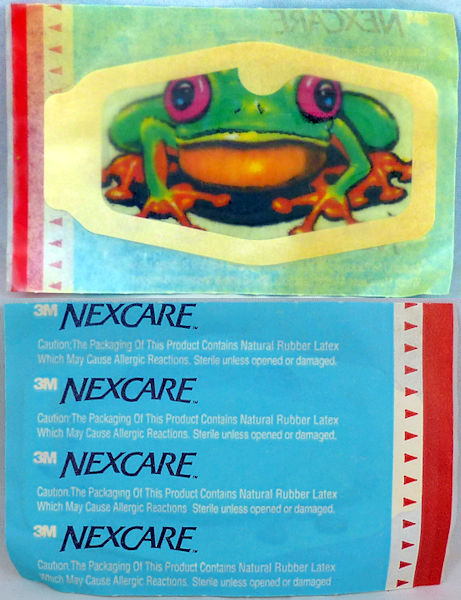 3M NEXCARE™
Caution:The Packaging Of This Product Contains Natural Rubber Latex
Which May Cause Allergic Reactions. Sterile unless opened or damaged.
3M NEXCARE™
Caution:The Packaging Of This Product Contains Natural Rubber Latex
Which May Cause Allergic Reactions. Sterile unless opened or damaged.
3M NEXCARE™
Caution:The Packaging Of This Product Contains Natural Rubber Latex
Which May Cause Allergic Reactions Sterile unless opened or damaged.
3M NEXCARE™
Caution:The Packaging Of This Product Contains Natural Rubber Latex
Which May Cause Allergic Reactions. Sterile unless opened or damaged